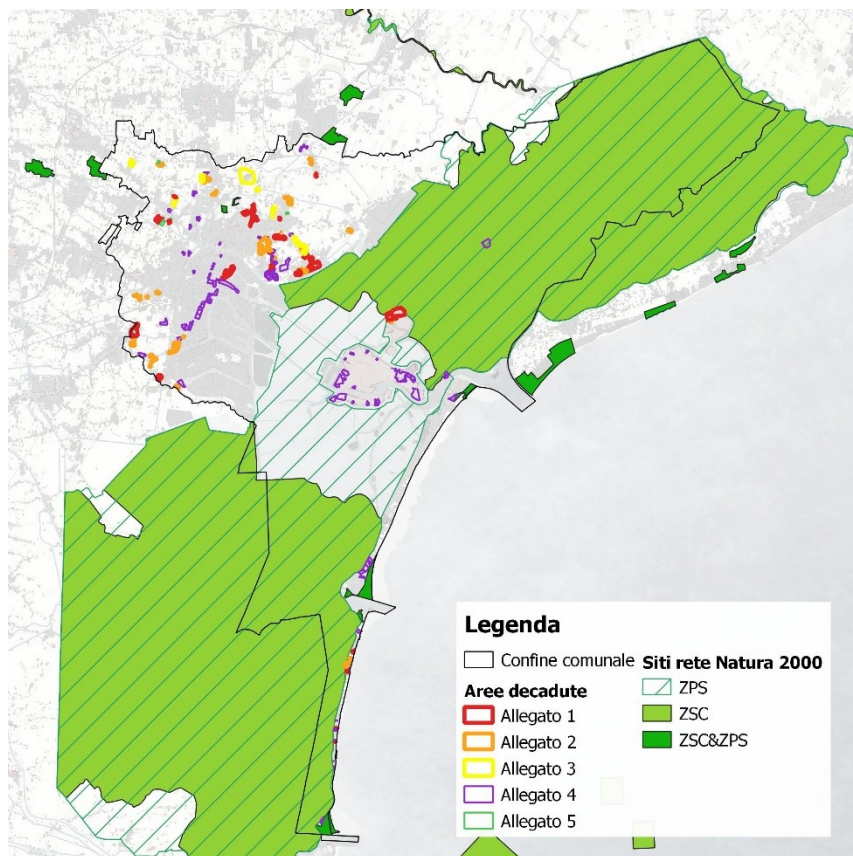 Legenda
Confine comunale
Siti rete Natura 2000
Aree decadute
ZPS
Allegato 1
ZSC
Allegato 2
ZSC&ZPS
Allegato 3
Allegato 4
Allegato 5